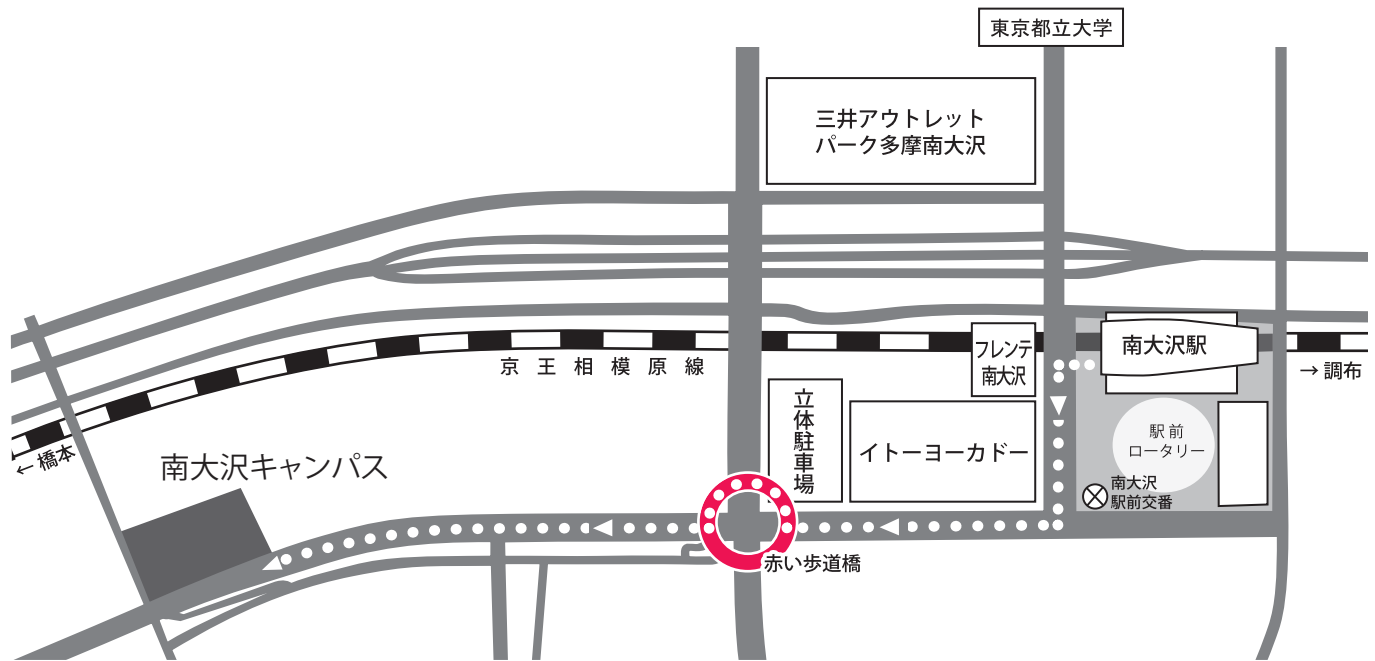 東京都立大学
三井アウトレット
パーク多摩南大沢
フレンテ
南大沢
南大沢駅
京王相模原線
→ 調布
← 橋本
立体駐車場
イトーヨーカドー
駅前
ロータリー
南大沢キャンパス
南大沢
駅前交番
赤い歩道橋